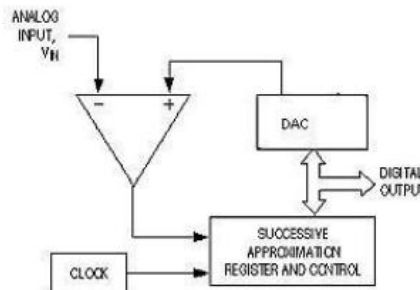 ANALOG
INPUT,
VIN
−
+
DAC
DIGITAL
OUTPUT
SUCCESSIVE
APPROXIMATION
REGISTER AND CONTROL
CLOCK